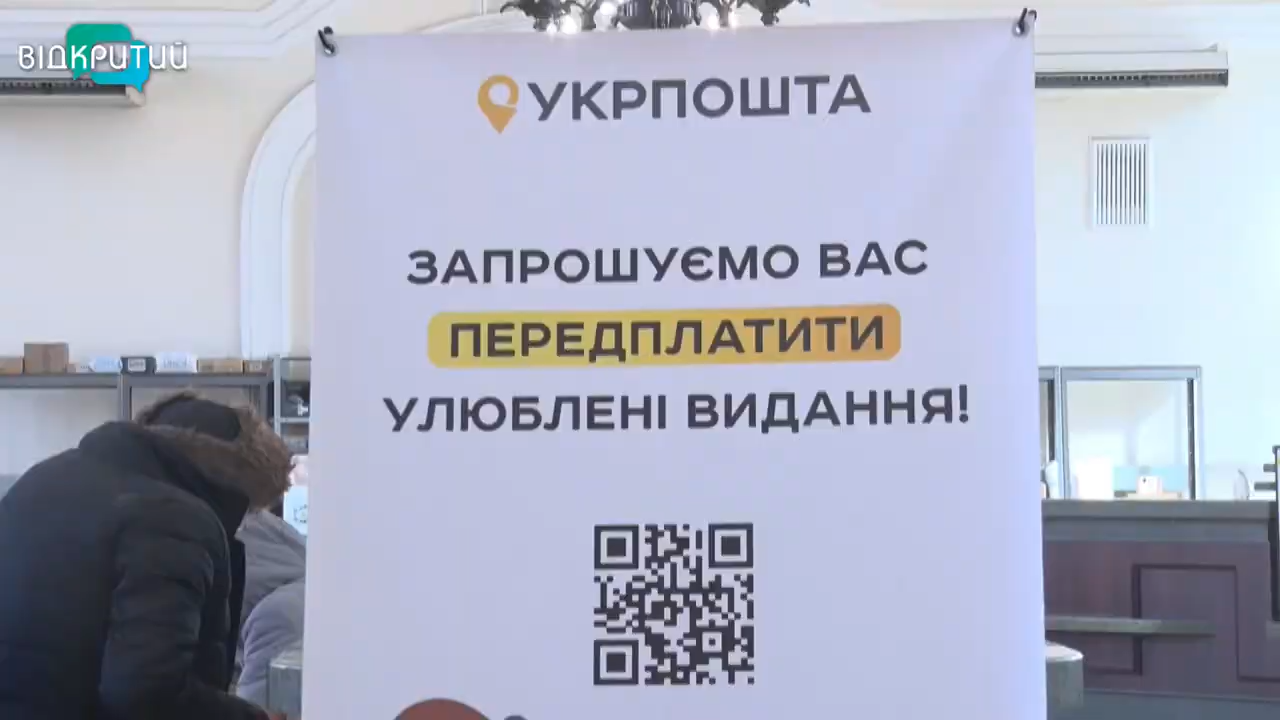 ВІДКРИТИЙ
УКРПОШТА
ЗАПРОШУЄМО ВАС
ПЕРЕДПЛАТИТИ
УЛЮБЛЕНІ ВИДАННЯ!